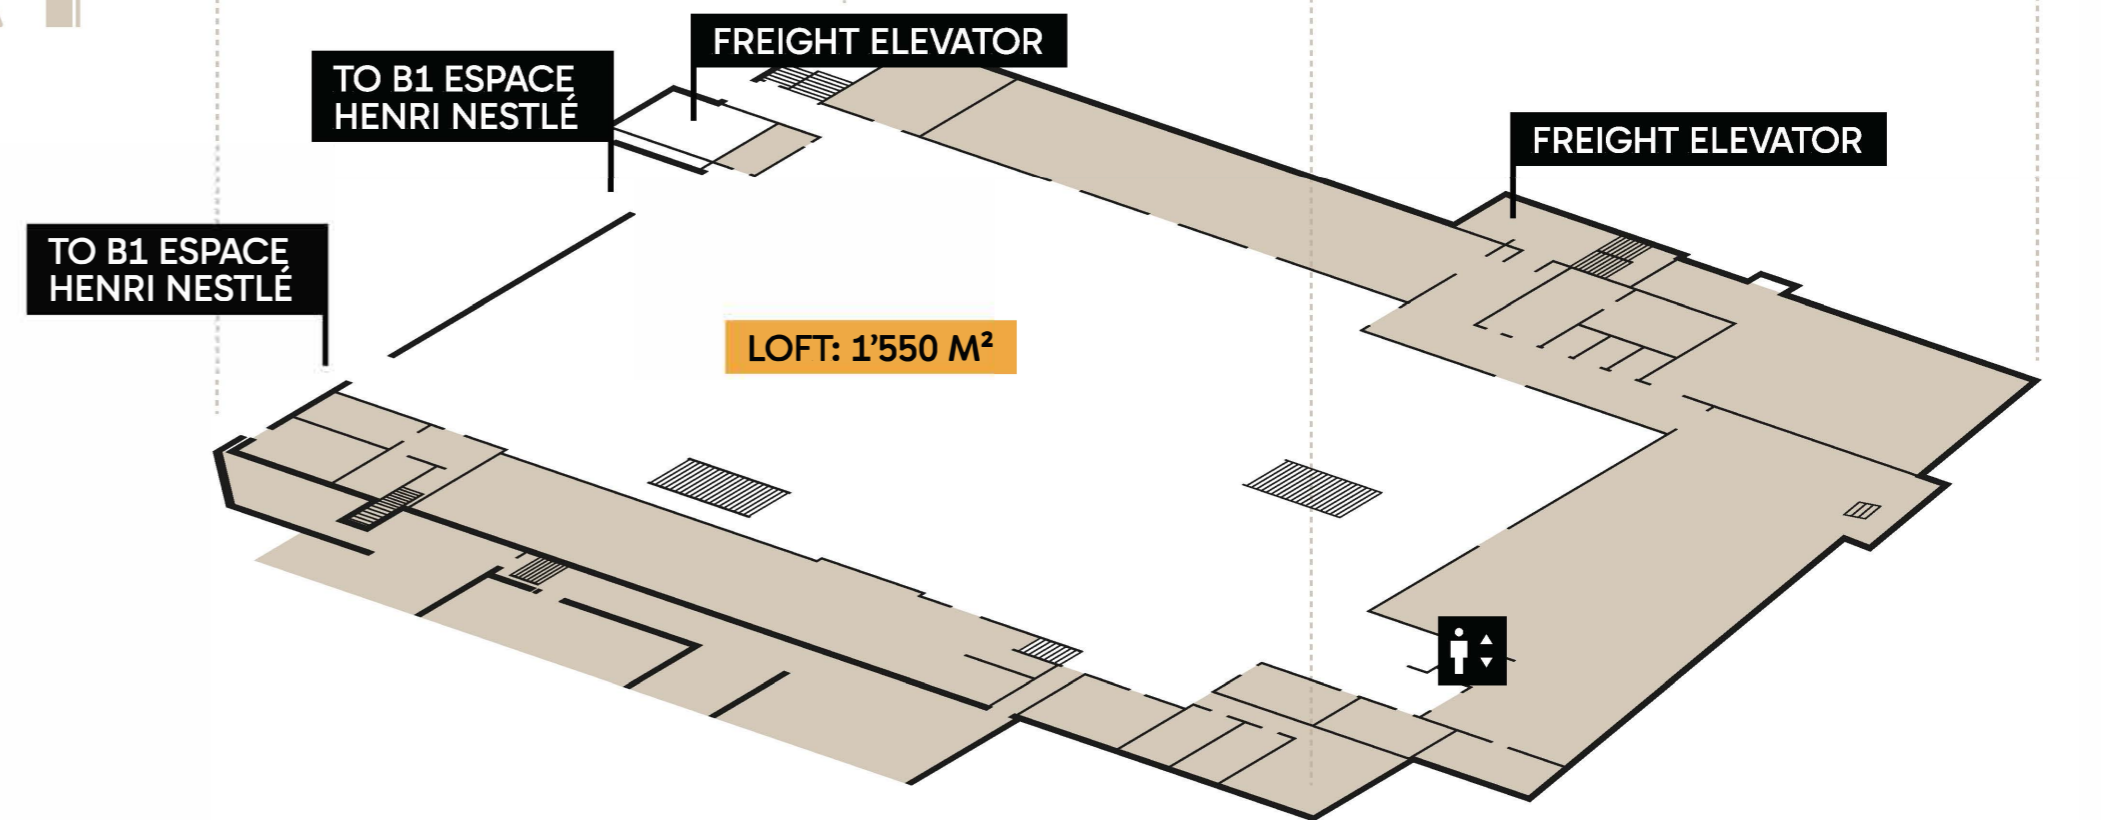 FREIGHT ELEVATOR
TO B1 ESPACE
HENRI NESTLÉ
FREIGHT ELEVATOR
TO B1 ESPACE
HENRI NESTLÉ
LOFT: 1’550 M²